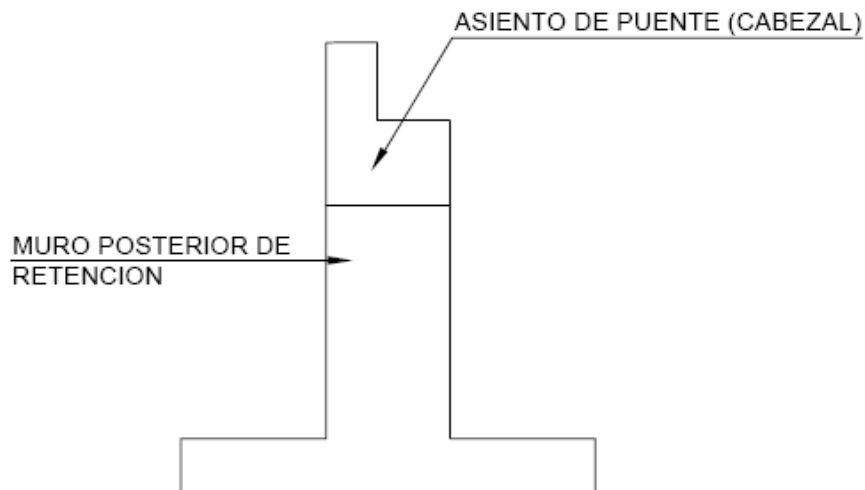 ASIENTO DE PUENTE (CABEZAL)
MURO POSTERIOR DE
RETENCION